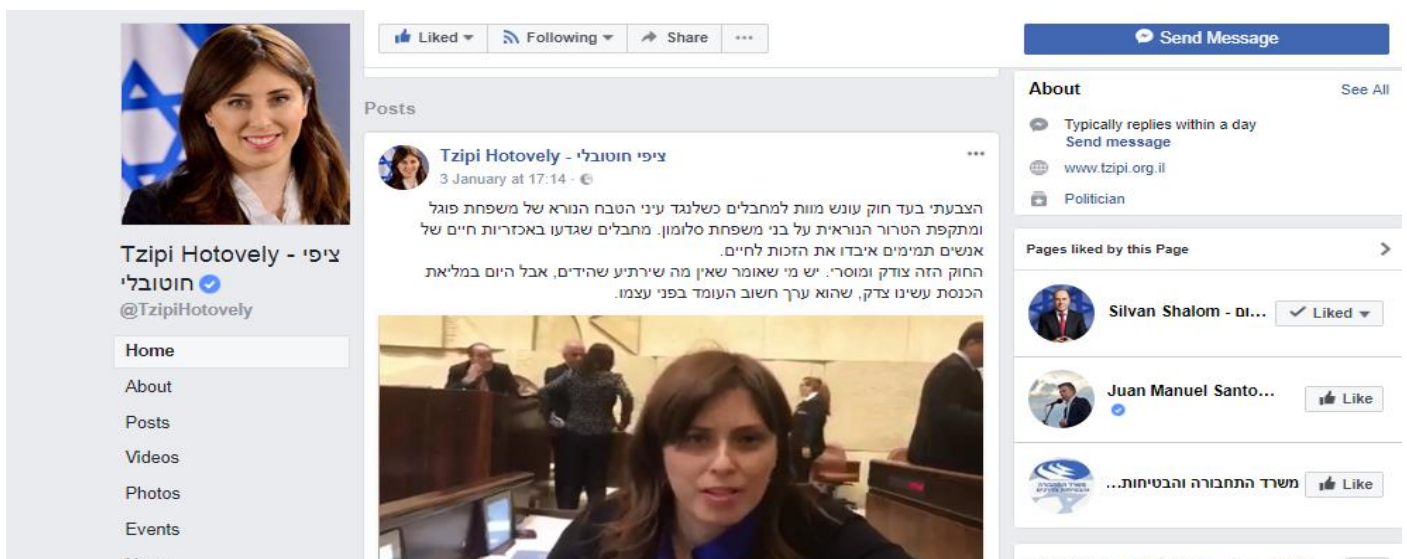 Liked
Following
Share
Send Message
Posts
Tzipi Hotovely - ציפי
חוטובלי
@TzipiHotovely
Home
About
Posts
Videos
Photos
Events
Tzipi Hotovely - ציפי חוטובלי
3 January at 17:14
הצבעתי בעד חוק עונש מוות למחבלים כשלנגד עיני הטבח הנורא של משפחת פוגל
ומתקפת הטרור הנוראית על בני משפחת סלומון. מחבלים שגדעו באכזריות חיים של
אנשים תמימים איבדו את הזכות לחיים.
החוק הזה צודק ומוסרי. יש מי שאומר שאין מה שירתיע שהידים, אבל היום במליאת
הכנסת עשינו צדק, שהוא ערך חשוב העומד בפני עצמו.
About
See All
Typically replies within a day
Send message
www.tzipi.org.il
Politician
Pages liked by this Page
Silvan Shalom - ום...
Liked
Juan Manuel Santo...
Like
משרד התחבורה והבטיחות...
Like